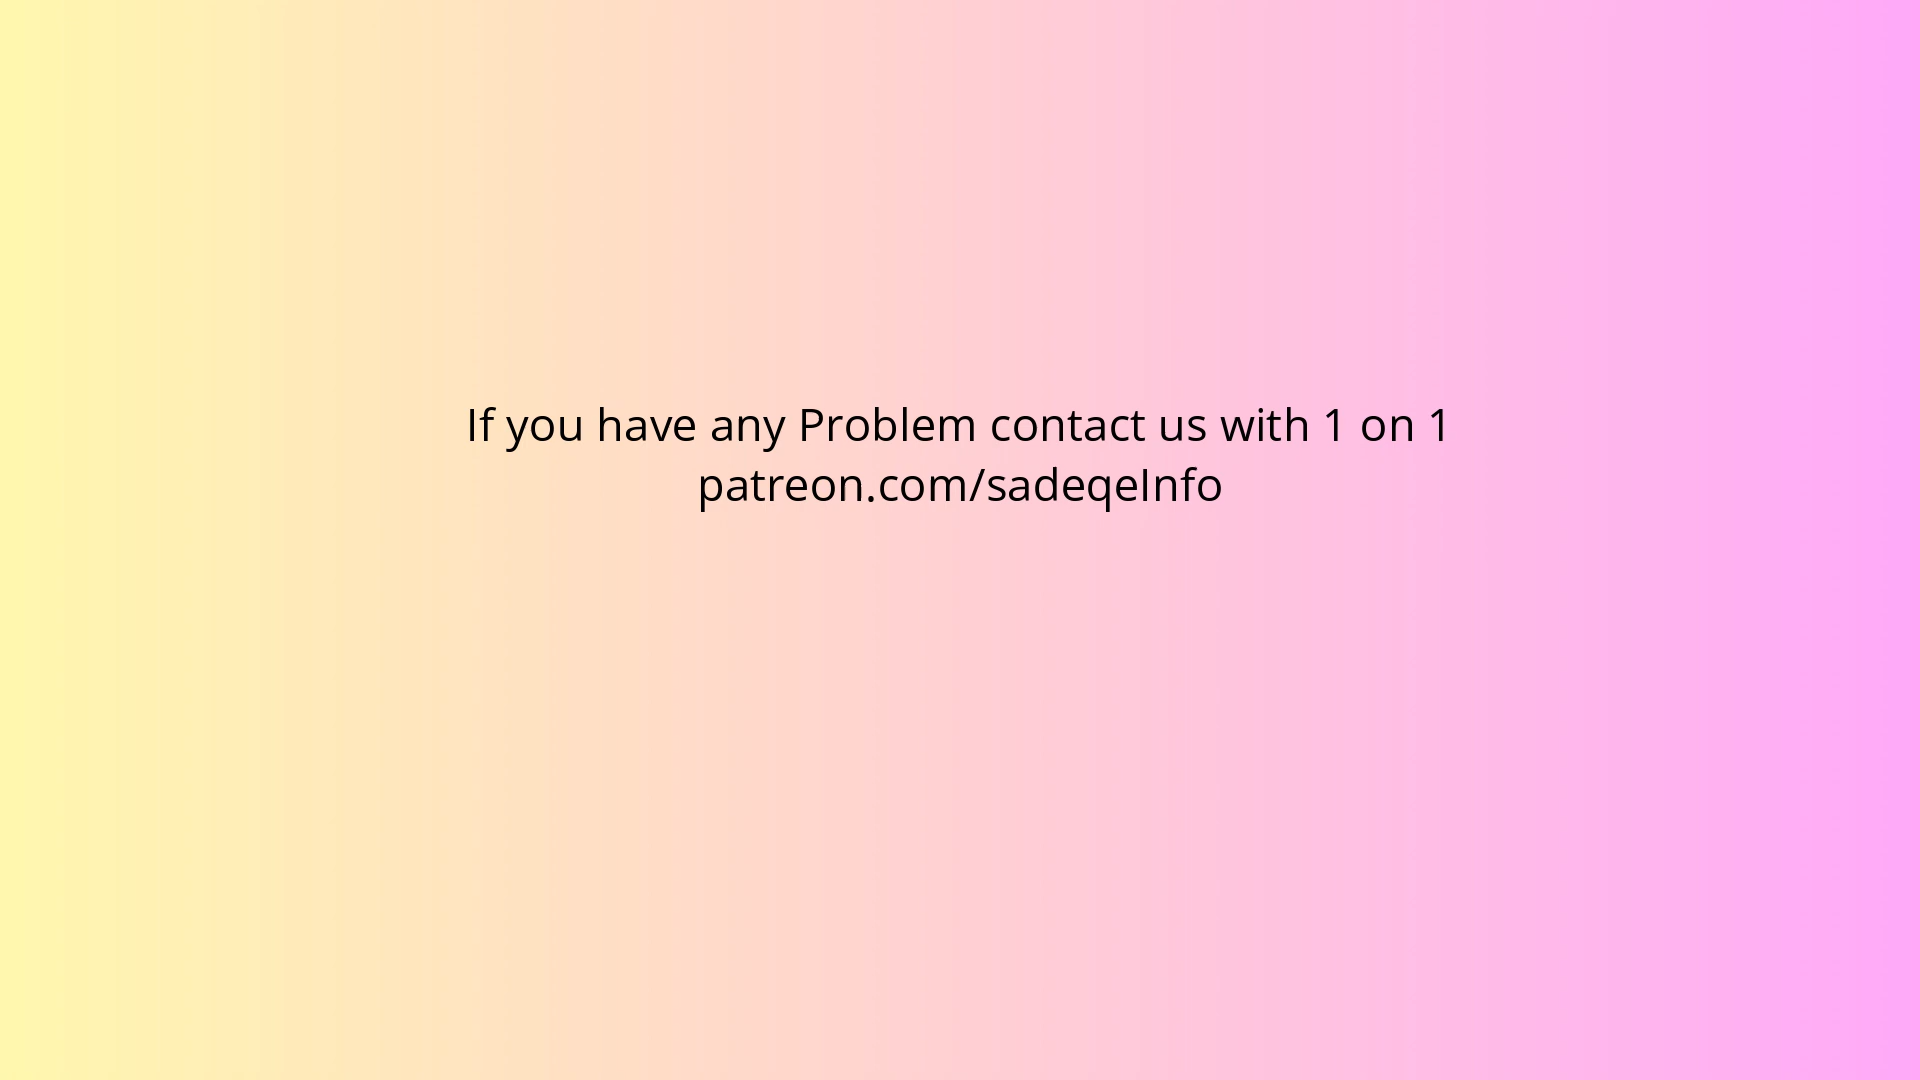 If you have any Problem contact us with 1 on 1
patreon.com/sadeqeInfo